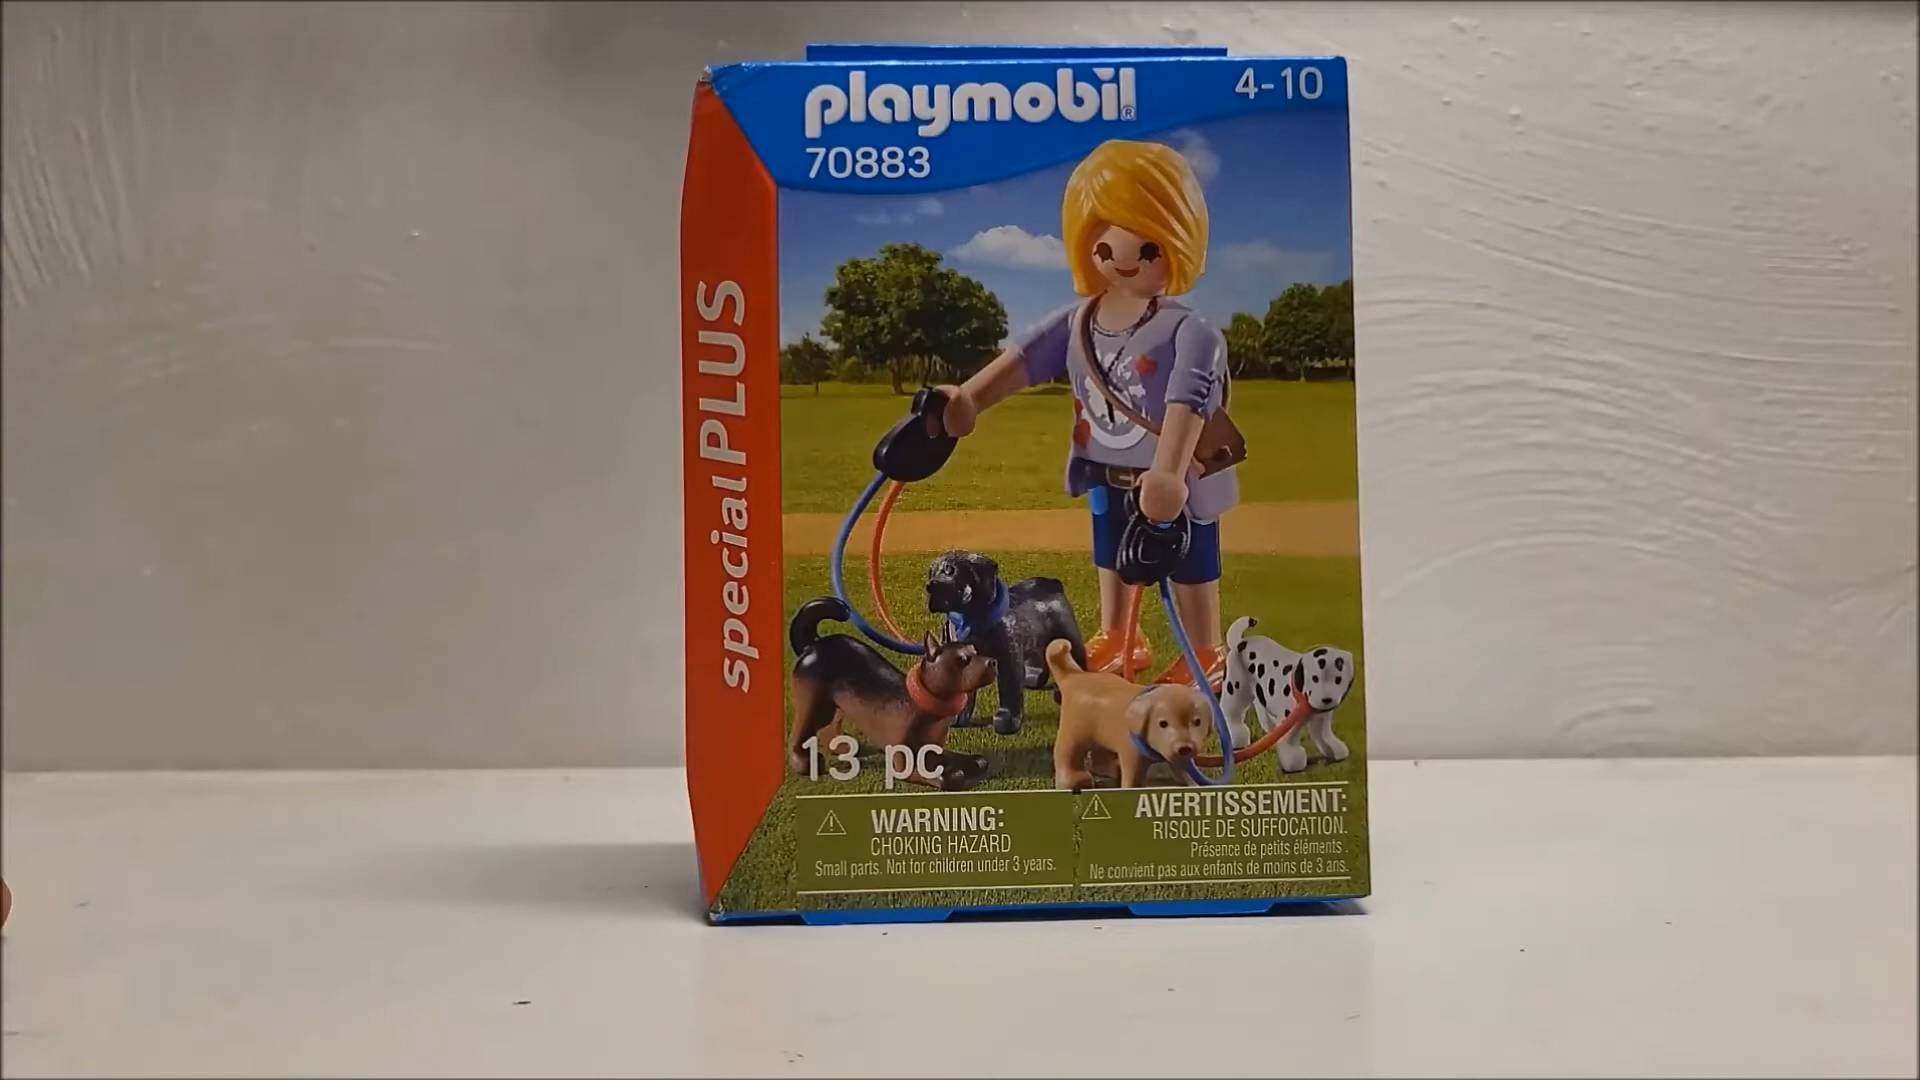 playmobil®
4-10
70883
specialPLUS
13 pc
WARNING:
CHOKING HAZARD
Small parts. Not for children under 3 years.
AVERTISSEMENT:
RISQUE DE SUFFOCATION.
Présence de petits éléments.
Ne convient pas aux enfants de moins de 3 ans.